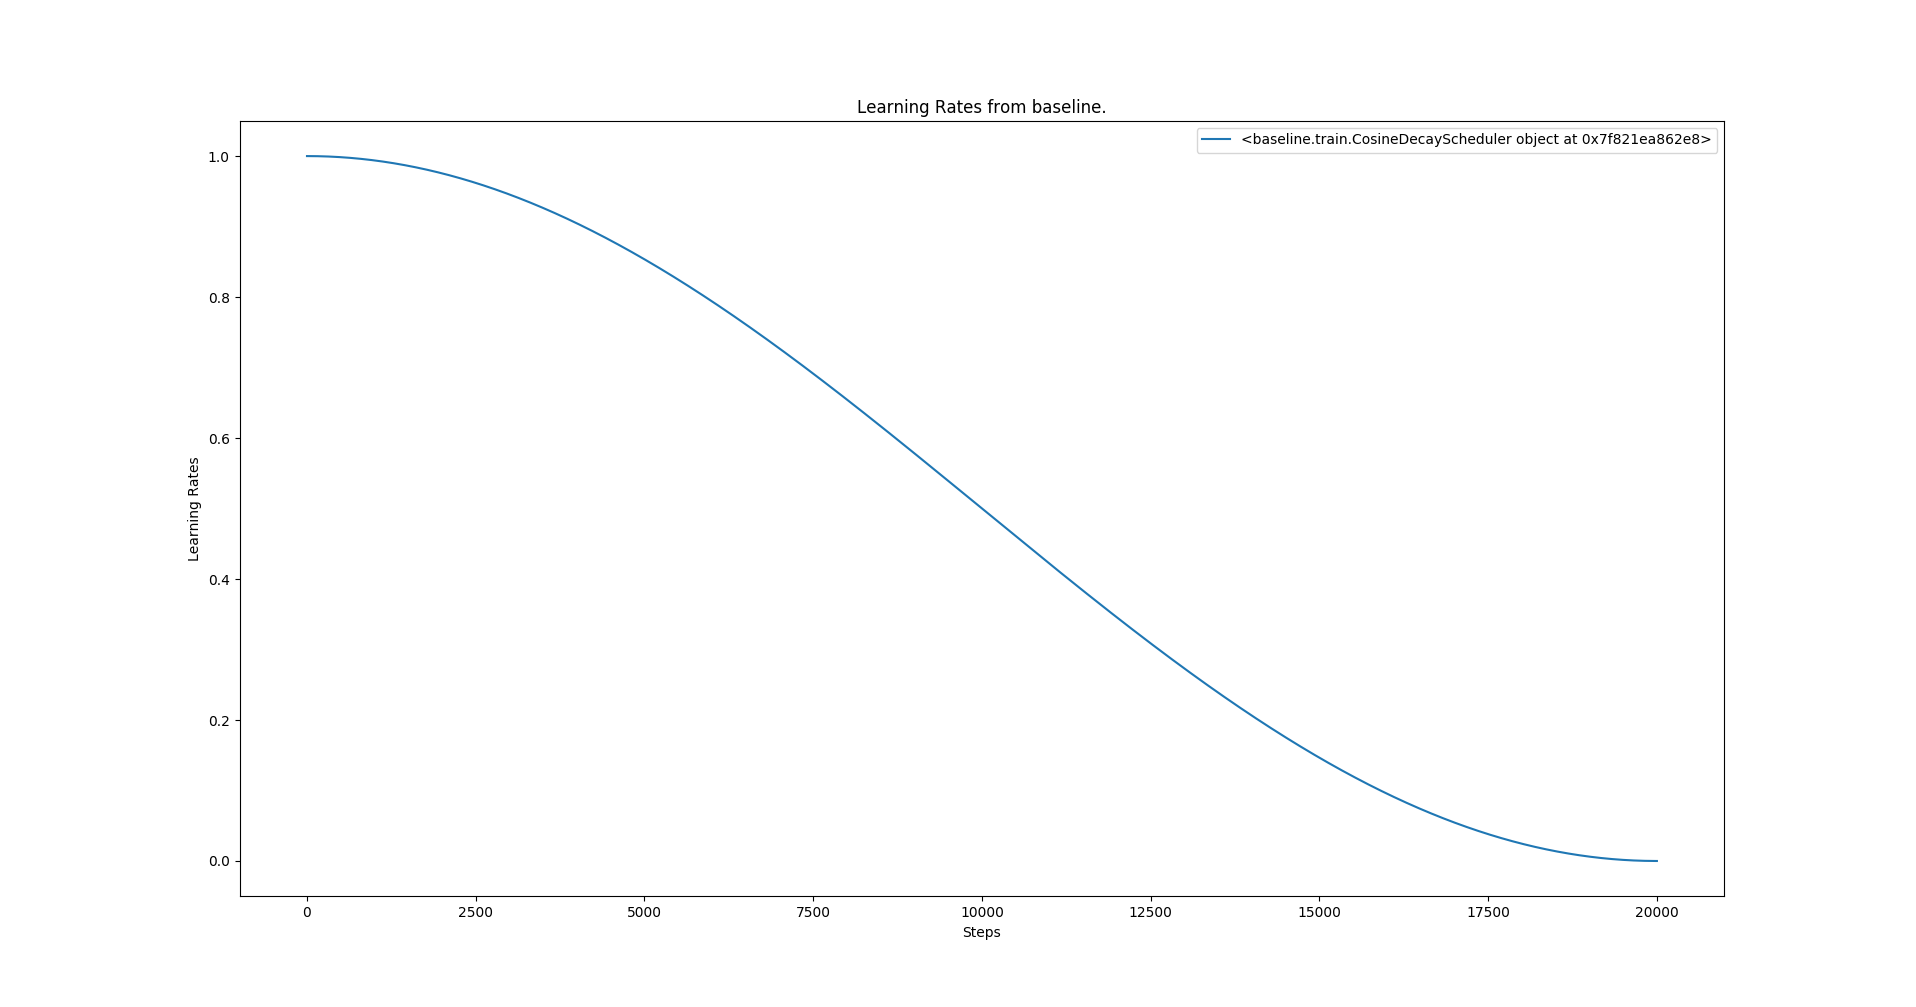 Learning Rates from baseline.
<baseline.train.CosineDecayScheduler object at 0x7f821ea862e8>
1.0
0.8
0.6
0.4
0.2
0.0
Learning Rates
0 2500 5000 7500 10000 12500 15000 17500 20000
Steps